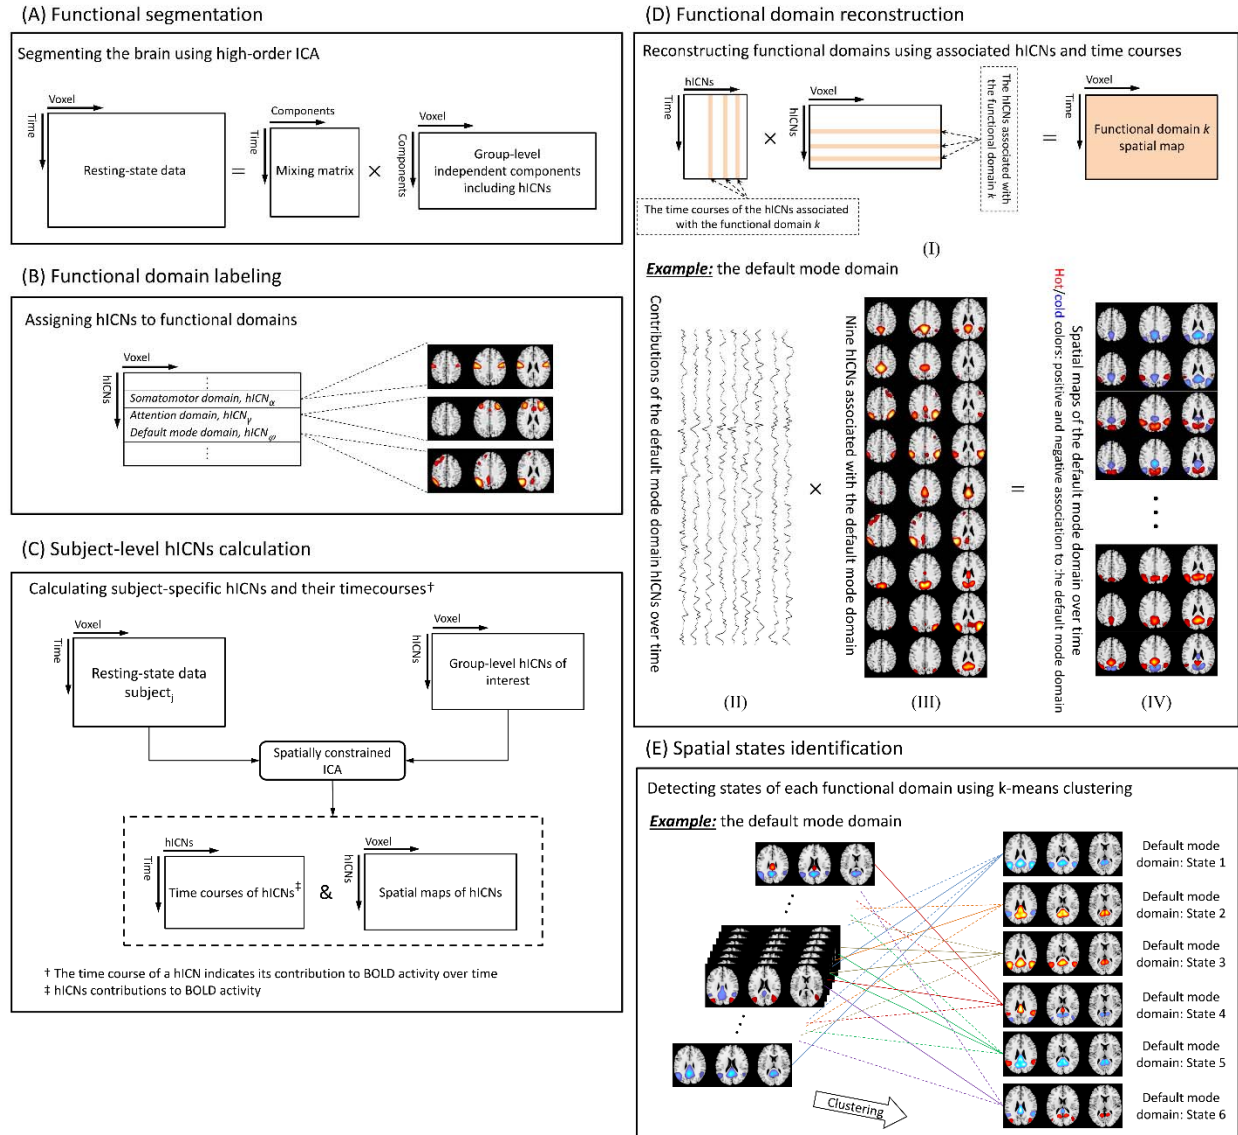 (A) Functional segmentation
Segmenting the brain using high-order ICA
Voxel
Time
Resting-state data
=
Components
Time
Mixing matrix
×
Voxel
Components
Group-level
independent components
including hICNs
(B) Functional domain labeling
Assigning hICNs to functional domains
Voxel
hICNs
⋮
Somatomotor domain, hICNα
Attention domain, hICNγ
Default mode domain, hICNφ
⋮
(C) Subject-level hICNs calculation
Calculating subject-specific hICNs and their timecourses†
Voxel
Time
Resting-state data
subjectj
Voxel
hICNs
Group-level hICNs of
interest
Spatially constrained
ICA
hICNs
Time
Time courses of hICNs‡
&
Voxel
hICNs
Spatial maps of hICNs
† The time course of a hICN indicates its contribution to BOLD activity over time
‡ hICNs contributions to BOLD activity
(D) Functional domain reconstruction
Reconstructing functional domains using associated hICNs and time courses
hICNs
Time
×
Voxel
hICNs
The hICNs associated with
the functional domain k
=
Voxel
Time
Functional domain k
spatial map
The time courses of the hICNs associated
with the functional domain k
(I)
Example: the default mode domain
Contributions of the default mode domain hICNs over time
×
Nine hICNs associated with the default mode domain
=
Spatial maps of the default mode domain over time
Hot/cold colors: positive and negative association to the default mode domain
(II)
(III)
(IV)
(E) Spatial states identification
Detecting states of each functional domain using k-means clustering
Example: the default mode domain
Default mode
domain: State 1
Default mode
domain: State 2
Default mode
domain: State 3
Default mode
domain: State 4
Default mode
domain: State 5
Default mode
domain: State 6
Clustering